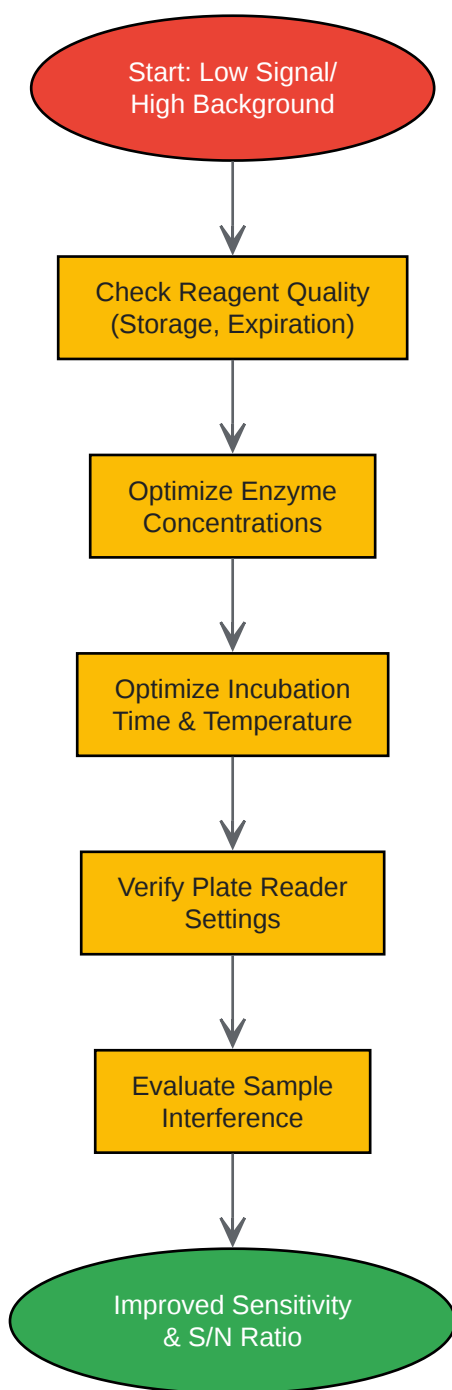 Start: Low Signal/
High Background
Check Reagent Quality
(Storage, Expiration)
Optimize Enzyme
Concentrations
Optimize Incubation
Time & Temperature
Verify Plate Reader
Settings
Evaluate Sample
Interference
Improved Sensitivity
& S/N Ratio